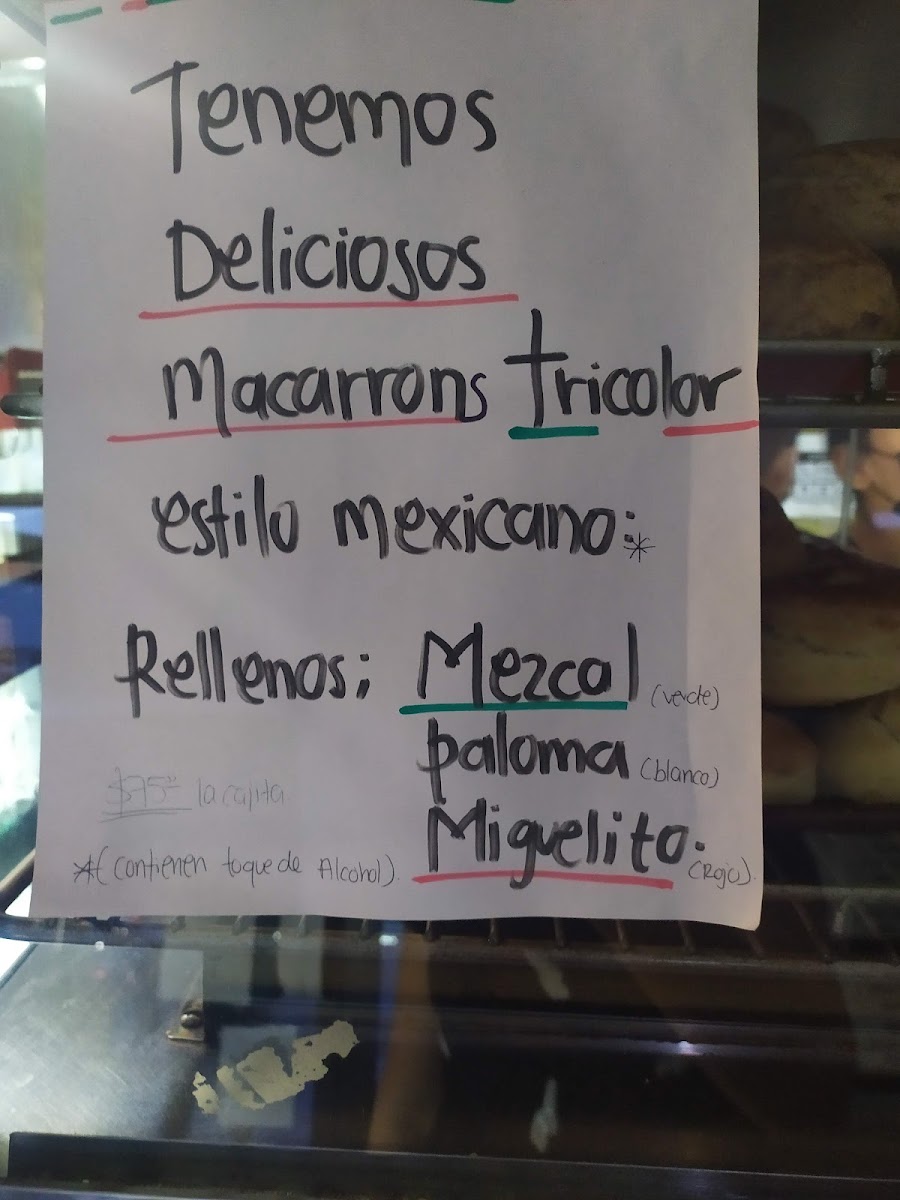 Tenemos
Deliciosos
Macarrons tricolor
estilo mexicano:*
Rellenos; Mezcal (verde)
paloma (blanco)
$75⁰⁰ la cajita
Miguelito. (Rojo).
*(contienen toque de Alcohol).